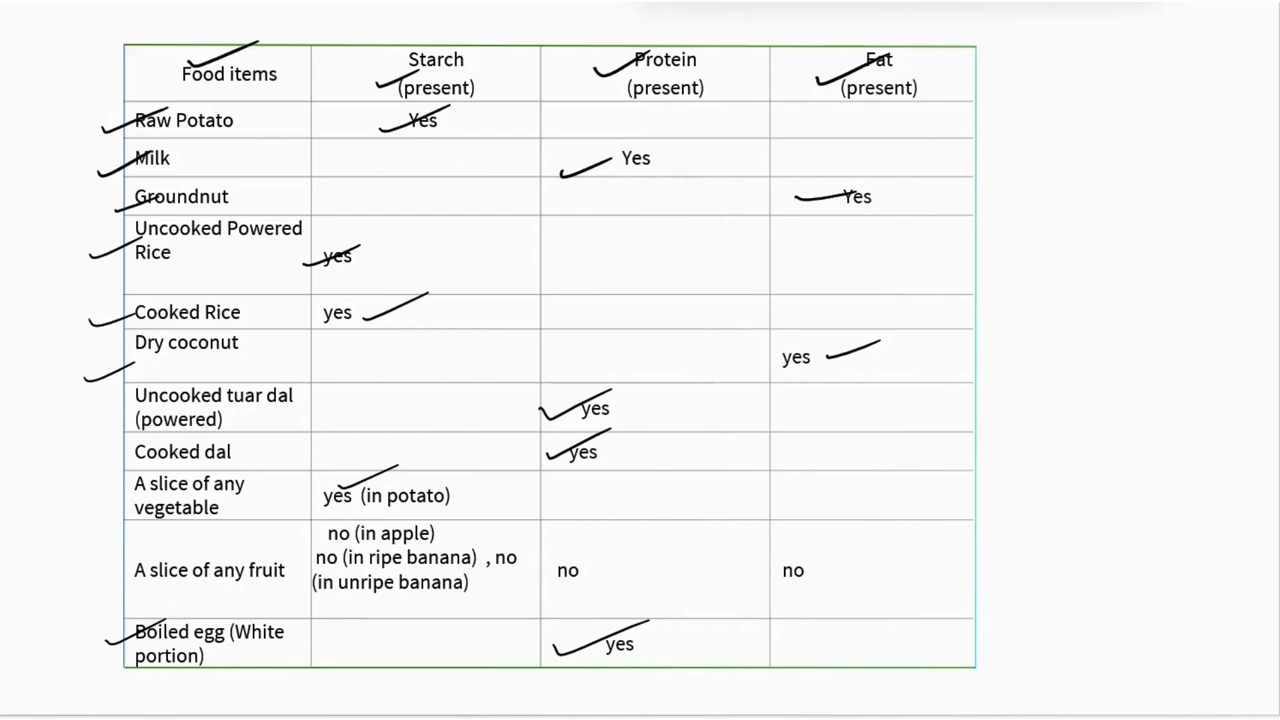 Food items
Starch
(present)
Protein
(present)
Fat
(present)
Raw Potato
Yes
Milk
Yes
Groundnut
Yes
Uncooked Powered
Rice
yes
Cooked Rice
yes
Dry coconut
yes
Uncooked tuar dal
(powered)
yes
Cooked dal
yes
A slice of any
vegetable
yes (in potato)
A slice of any fruit
no (in apple)
no (in ripe banana) , no
(in unripe banana)
no
no
Boiled egg (White
portion)
yes